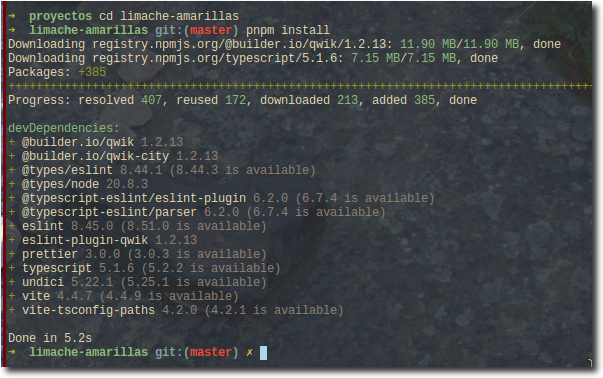 ➜  proyectos cd limache-amarillas
➜  limache-amarillas git:(master) pnpm install
Downloading registry.npmjs.org/@builder.io/qwik/1.2.13: 11.90 MB/11.90 MB, done
Downloading registry.npmjs.org/typescript/5.1.6: 7.15 MB/7.15 MB, done
Packages: +385
++++++++++++++++++++++++++++++++++++++++++++++++++++++++++++++++++++++++++++++++++++
Progress: resolved 407, reused 172, downloaded 213, added 385, done
devDependencies:
+ @builder.io/qwik 1.2.13
+ @builder.io/qwik-city 1.2.13
+ @types/eslint 8.44.1 (8.44.3 is available)
+ @types/node 20.8.3
+ @typescript-eslint/eslint-plugin 6.2.0 (6.7.4 is available)
+ @typescript-eslint/parser 6.2.0 (6.7.4 is available)
+ eslint 8.45.0 (8.51.0 is available)
+ eslint-plugin-qwik 1.2.13
+ prettier 3.0.0 (3.0.3 is available)
+ typescript 5.1.6 (5.2.2 is available)
+ undici 5.22.1 (5.25.1 is available)
+ vite 4.4.7 (4.4.9 is available)
+ vite-tsconfig-paths 4.2.0 (4.2.1 is available)
Done in 5.2s
➜  limache-amarillas git:(master) ✗